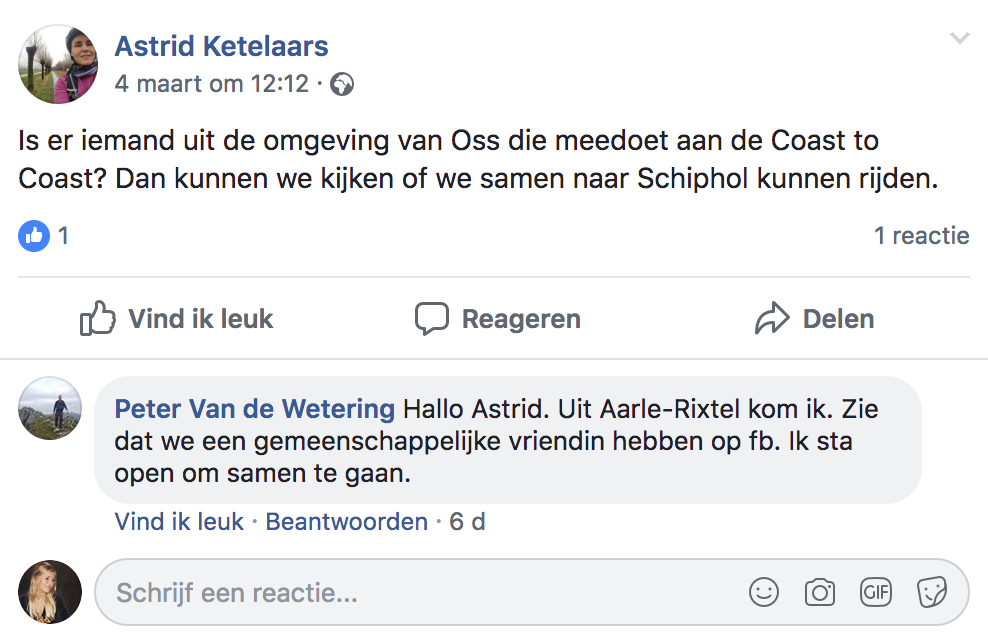 Astrid Ketelaars
4 maart om 12:12 ·
Is er iemand uit de omgeving van Oss die meedoet aan de Coast to
Coast? Dan kunnen we kijken of we samen naar Schiphol kunnen rijden.
1 1 reactie
Vind ik leuk Reageren Delen
Peter Van de Wetering Hallo Astrid. Uit Aarle-Rixtel kom ik. Zie
dat we een gemeenschappelijke vriendin hebben op fb. Ik sta
open om samen te gaan.
Vind ik leuk · Beantwoorden · 6 d
Schrijf een reactie... GIF